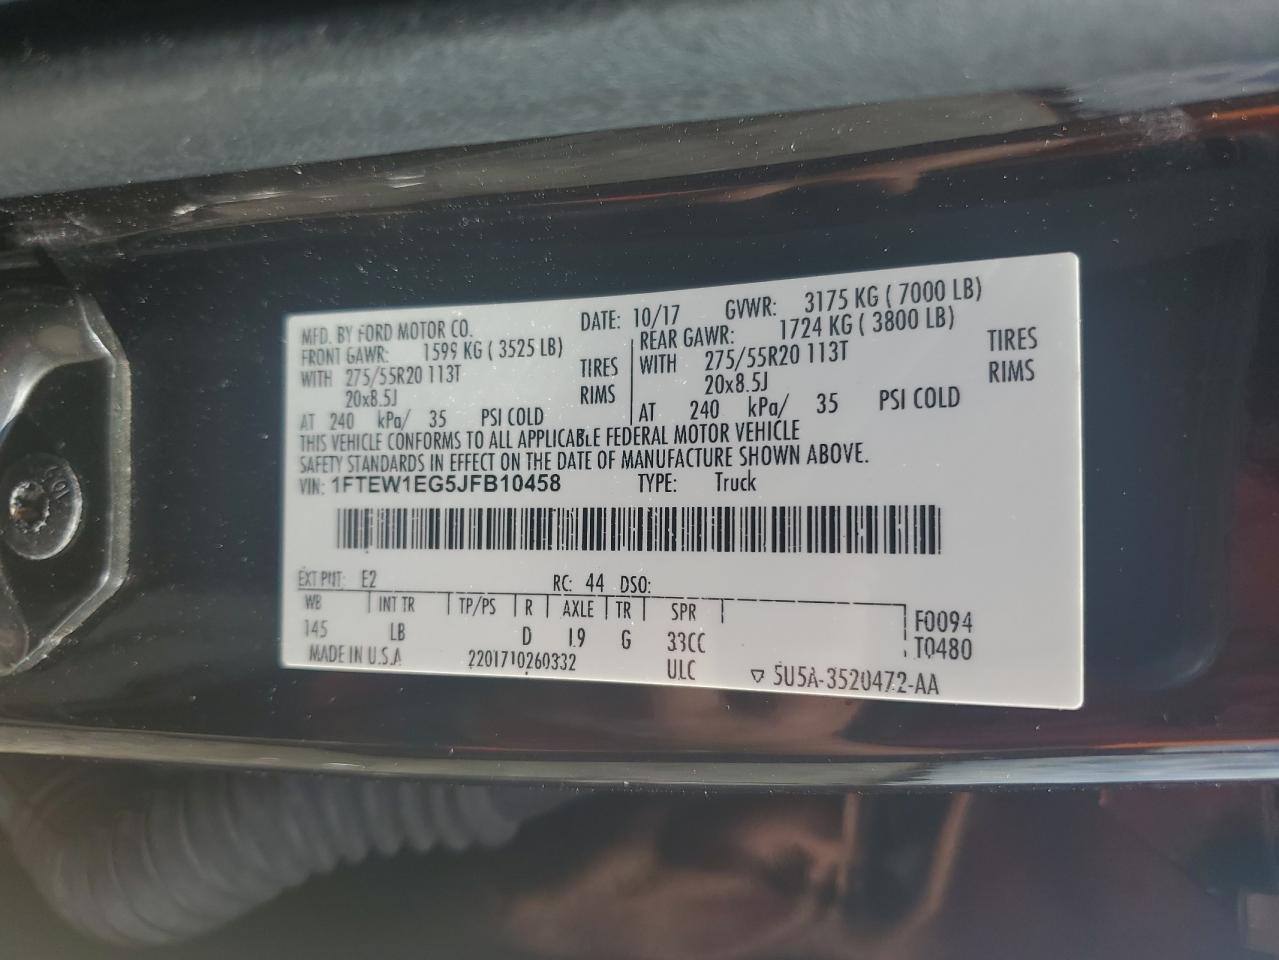 MFD. BY FORD MOTOR CO. DATE: 10/17 GVWR: 3175 KG ( 7000 LB)
FRONT GAWR: 1599 KG ( 3525 LB) REAR GAWR: 1724 KG ( 3800 LB)
WITH 275/55R20 113T TIRES WITH 275/55R20 113T TIRES
20x8.5J RIMS 20x8.5J RIMS
AT 240 kPa/ 35 PSI COLD AT 240 kPa/ 35 PSI COLD
THIS VEHICLE CONFORMS TO ALL APPLICABLE FEDERAL MOTOR VEHICLE
SAFETY STANDARDS IN EFFECT ON THE DATE OF MANUFACTURE SHOWN ABOVE.
VIN: 1FTEW1EG5JFB10458 TYPE: Truck
EXT PNT: E2 RC: 44 DSO:
WB INT TR TP/PS R AXLE TR SPR F0094
145 LB D 19 G 33CC T0480
MADE IN U.S.A 2201710260332 ULC ▽ 5U5A-3520472-AA